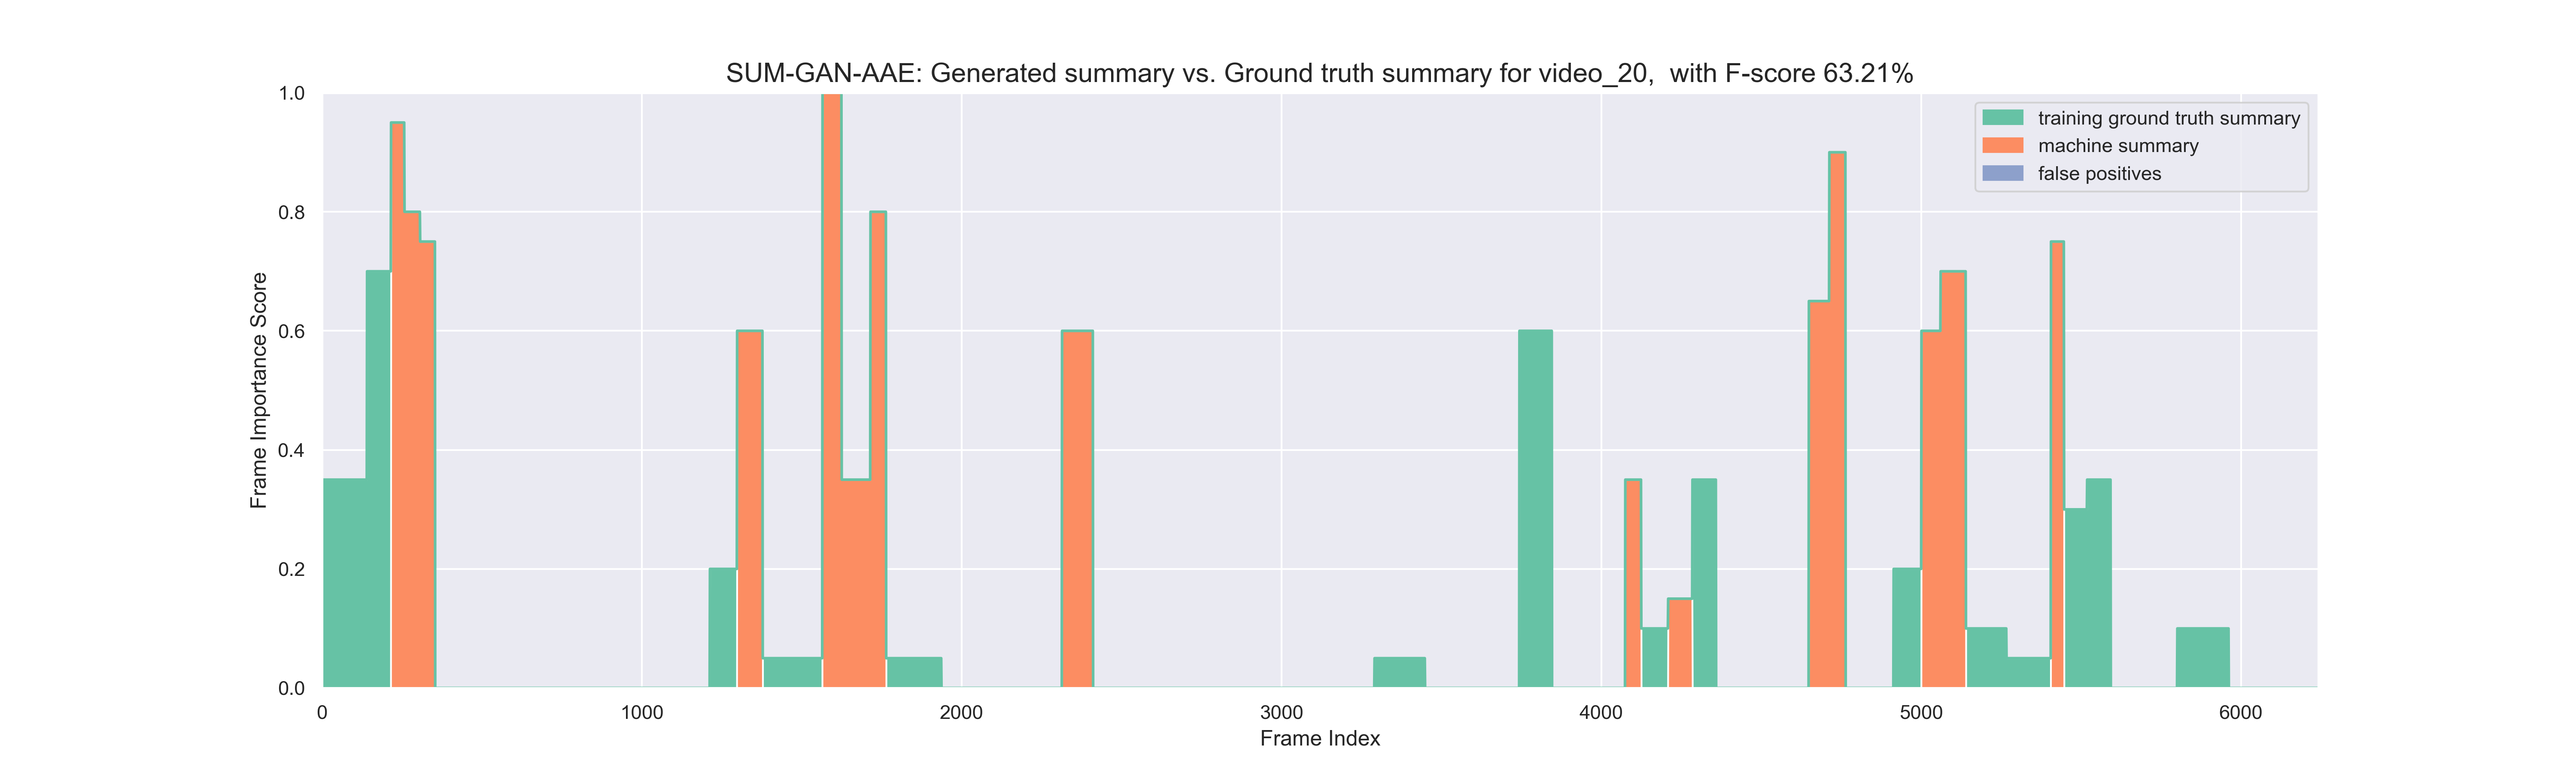 SUM-GAN-AAE: Generated summary vs. Ground truth summary for video_20,  with F-score 63.21%
training ground truth summary
machine summary
false positives
Frame Importance Score
1.0
0.8
0.6
0.4
0.2
0.0
0 1000 2000 3000 4000 5000 6000
Frame Index